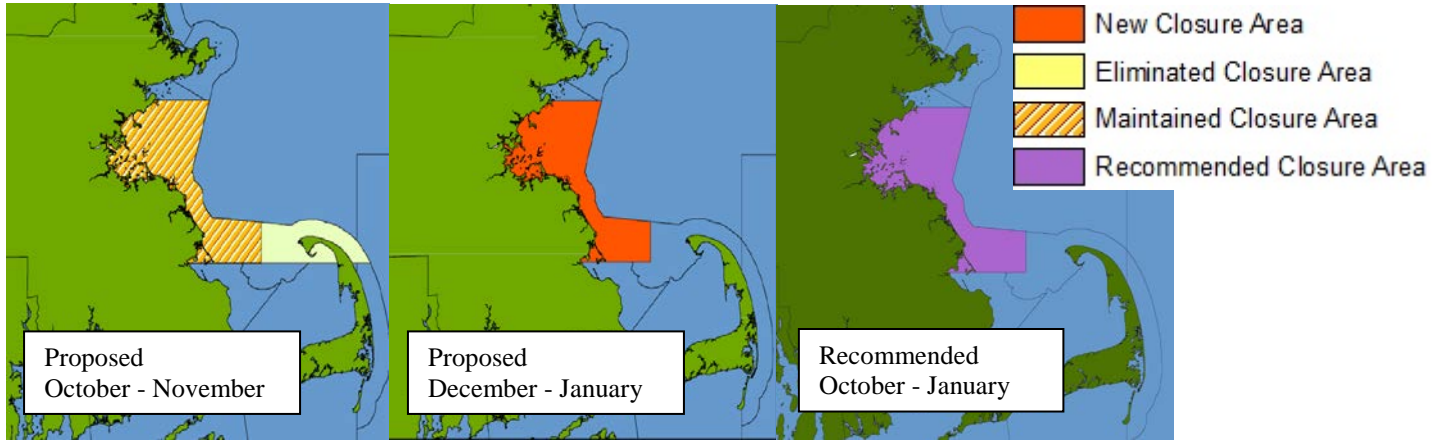 New Closure Area
Eliminated Closure Area
Maintained Closure Area
Recommended Closure Area
Proposed
October - November
Proposed
December - January
Recommended
October - January